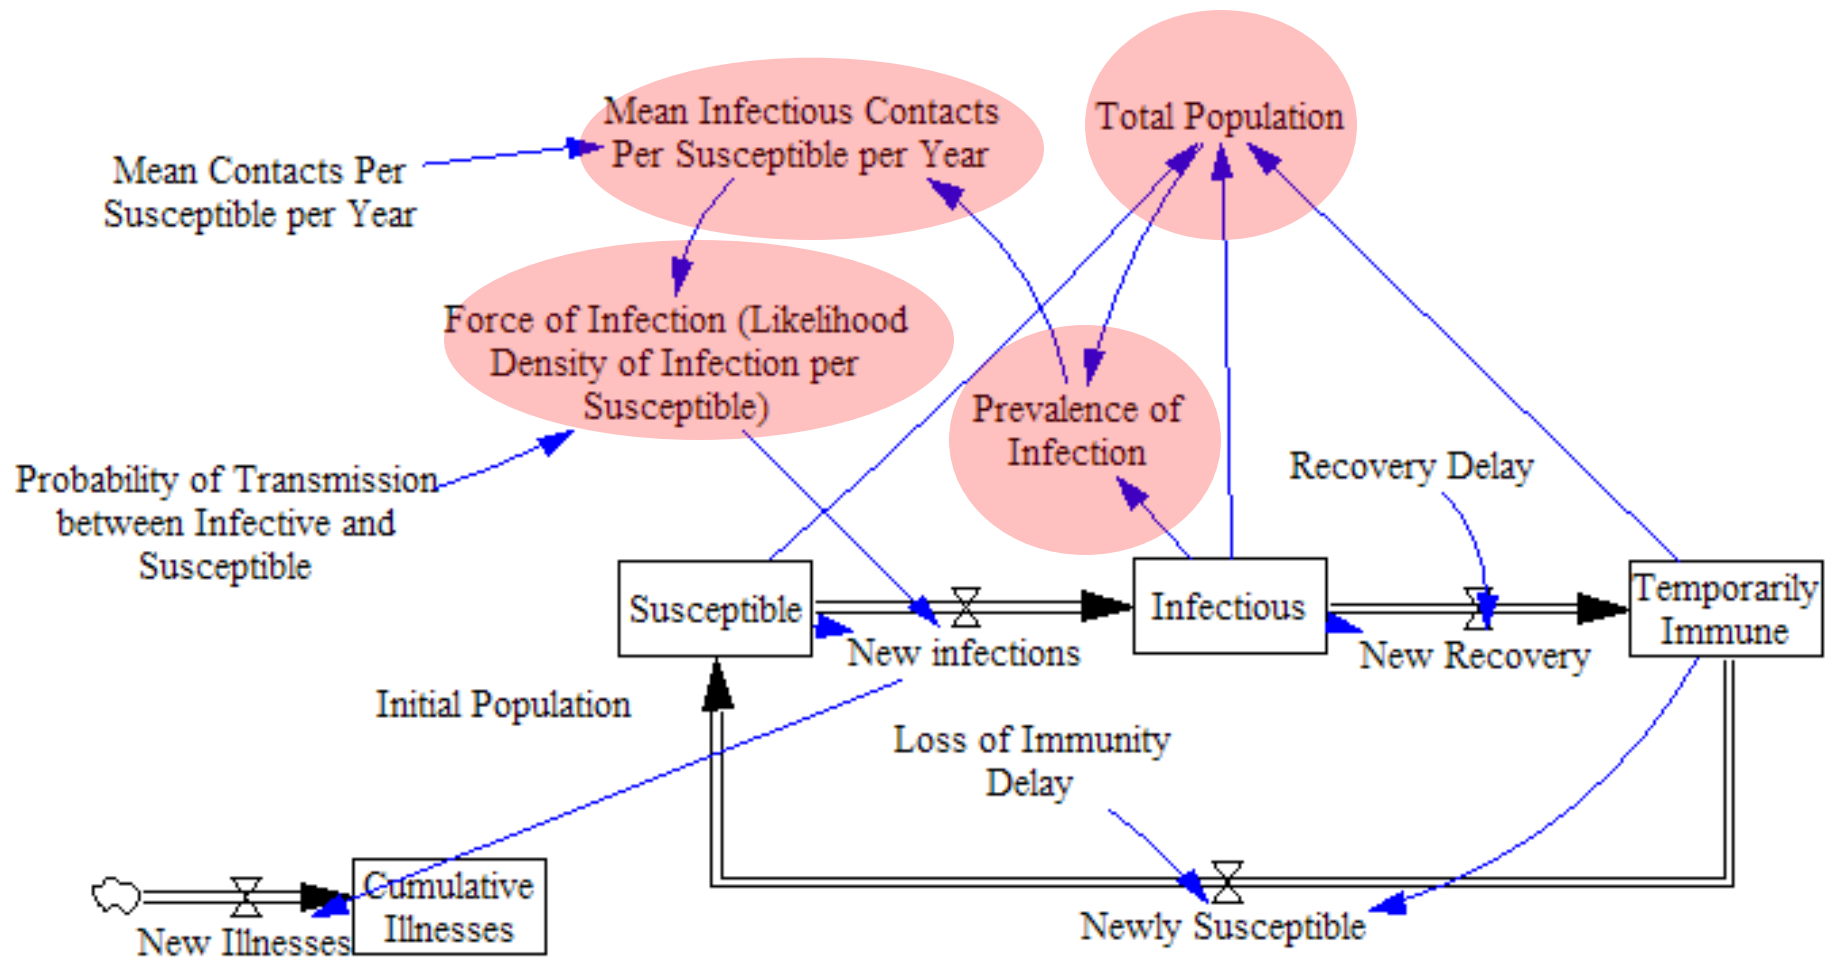 Mean Infectious Contacts
Per Susceptible per Year
Total Population
Mean Contacts Per
Susceptible per Year
Force of Infection (Likelihood
Density of Infection per
Susceptible)
Prevalence of
Infection
Probability of Transmission
between Infective and
Susceptible
Recovery Delay
Susceptible
New infections
Infectious
New Recovery
Temporarily
Immune
Initial Population
Loss of Immunity
Delay
Cumulative
Illnesses
New Illnesses
Newly Susceptible